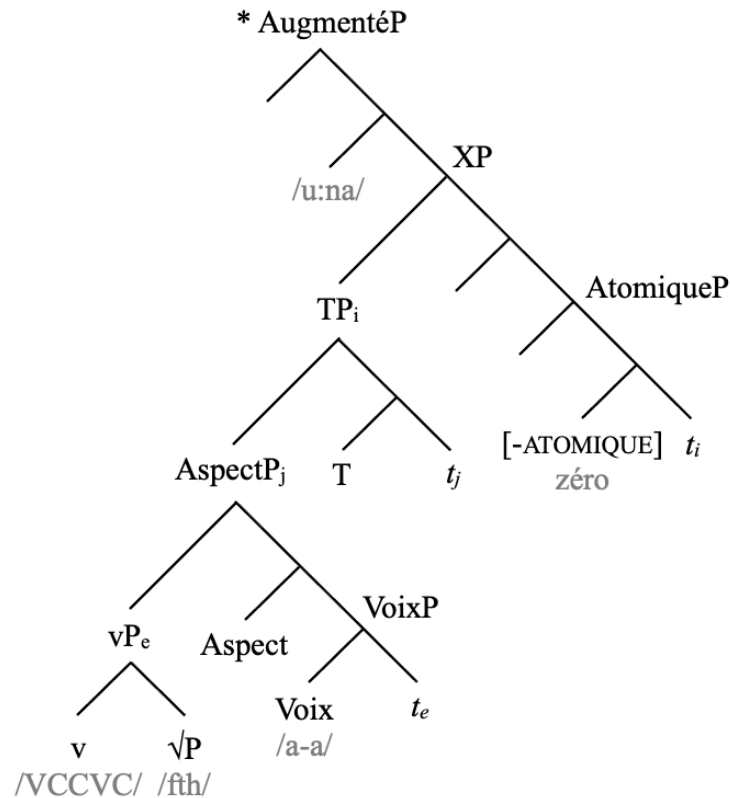 * AugmentéP
XP
/u:na/
AtomiqueP
TPi
[-ATOMIQUE] ti
zéro
AspectPj T tj
VoixP
vPe Aspect
Voix te
/a-a/
v √P
/VCCVC/ /fth/